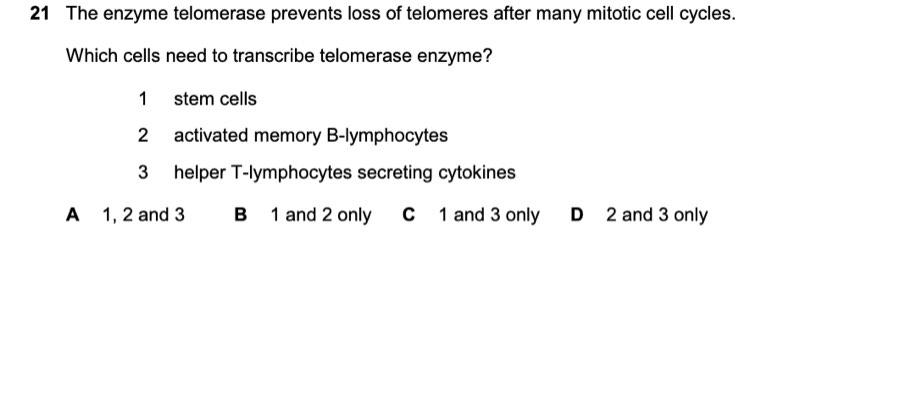 21 The enzyme telomerase prevents loss of telomeres after many mitotic cell cycles.
Which cells need to transcribe telomerase enzyme?
1 stem cells
2 activated memory B-lymphocytes
3 helper T-lymphocytes secreting cytokines
A 1, 2 and 3 B 1 and 2 only C 1 and 3 only D 2 and 3 only